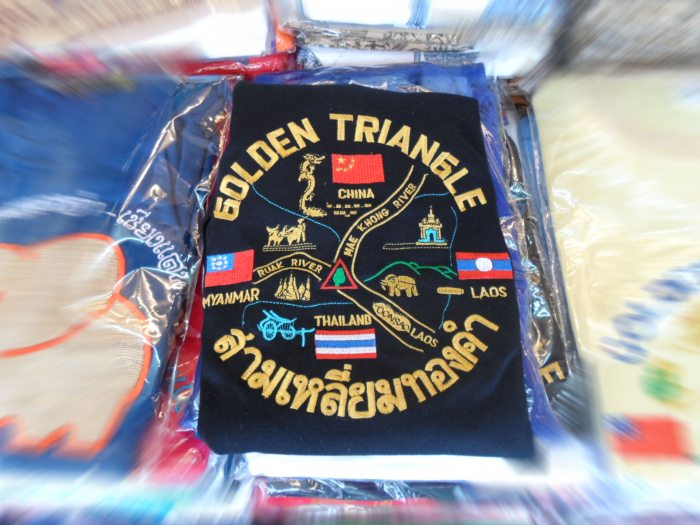 GOLDEN TRIANGLE
CHINA
MAE KHONG RIVER
RUAK RIVER
MYANMAR
LAOS
THAILAND
DONSAO
LAOS
สามเหลี่ยมทองคำ